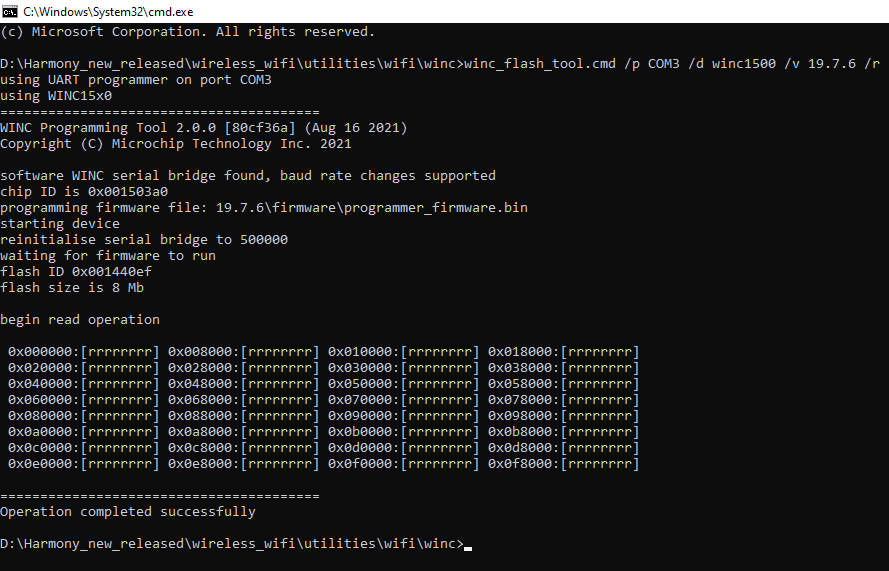 C:\Windows\System32\cmd.exe
(c) Microsoft Corporation. All rights reserved.
D:\Harmony_new_released\wireless_wifi\utilities\wifi\winc>winc_flash_tool.cmd /p COM3 /d winc1500 /v 19.7.6 /r
using UART programmer on port COM3
using WINC15x0
========================================
WINC Programming Tool 2.0.0 [80cf36a] (Aug 16 2021)
Copyright (C) Microchip Technology Inc. 2021
software WINC serial bridge found, baud rate changes supported
chip ID is 0x001503a0
programming firmware file: 19.7.6\firmware\programmer_firmware.bin
starting device
reinitialise serial bridge to 500000
waiting for firmware to run
flash ID 0x001440ef
flash size is 8 Mb
begin read operation
0x000000:[rrrrrrrr] 0x008000:[rrrrrrrr] 0x010000:[rrrrrrrr] 0x018000:[rrrrrrrr]
0x020000:[rrrrrrrr] 0x028000:[rrrrrrrr] 0x030000:[rrrrrrrr] 0x038000:[rrrrrrrr]
0x040000:[rrrrrrrr] 0x048000:[rrrrrrrr] 0x050000:[rrrrrrrr] 0x058000:[rrrrrrrr]
0x060000:[rrrrrrrr] 0x068000:[rrrrrrrr] 0x070000:[rrrrrrrr] 0x078000:[rrrrrrrr]
0x080000:[rrrrrrrr] 0x088000:[rrrrrrrr] 0x090000:[rrrrrrrr] 0x098000:[rrrrrrrr]
0x0a0000:[rrrrrrrr] 0x0a8000:[rrrrrrrr] 0x0b0000:[rrrrrrrr] 0x0b8000:[rrrrrrrr]
0x0c0000:[rrrrrrrr] 0x0c8000:[rrrrrrrr] 0x0d0000:[rrrrrrrr] 0x0d8000:[rrrrrrrr]
0x0e0000:[rrrrrrrr] 0x0e8000:[rrrrrrrr] 0x0f0000:[rrrrrrrr] 0x0f8000:[rrrrrrrr]
========================================
Operation completed successfully
D:\Harmony_new_released\wireless_wifi\utilities\wifi\winc>